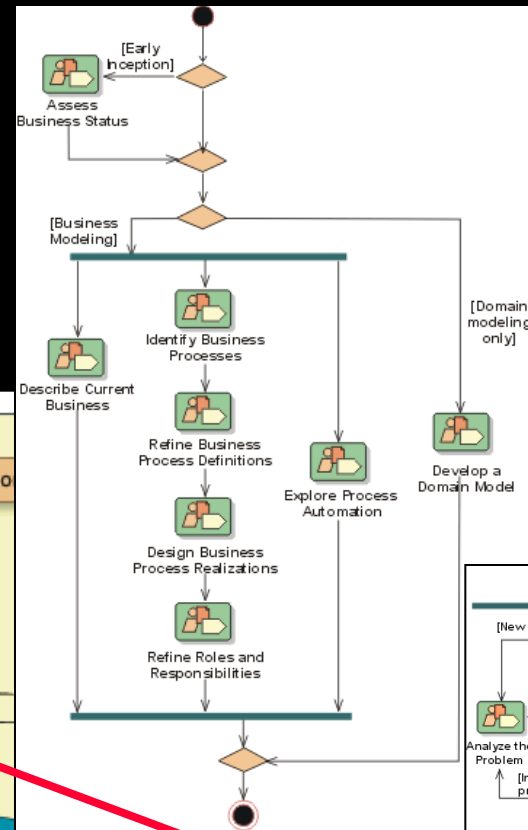 [Early
Inception]
Assess
Business Status
[Business
Modeling]
[Domain
modeling
only]
Identify Business
Processes
Describe Current
Business
Refine Business
Process Definitions
Develop a
Domain Model
Explore Process
Automation
Design Business
Process Realizations
Refine Roles and
Responsibilities
[New
Analyze the
Problem